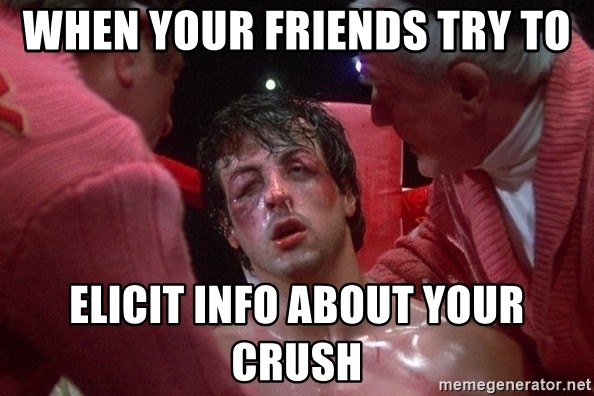 WHEN YOUR FRIENDS TRY TO
ELICIT INFO ABOUT YOUR
CRUSH
memegenerator.net